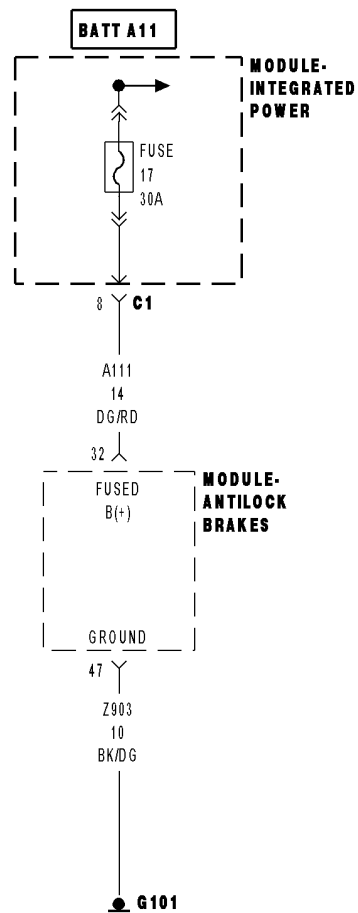 BATT A11
MODULE-
INTEGRATED
POWER
FUSE
17
30A
8 C1
A111
14
DG/RD
32
MODULE-
ANTILOCK
BRAKES
FUSED
B(+)
GROUND
47
Z903
10
BK/DG
G101